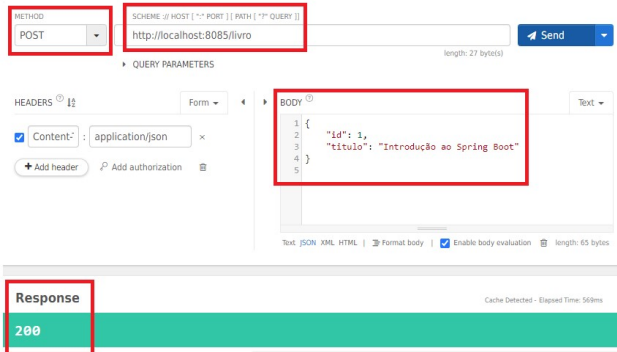 METHOD
SCHEME :// HOST [ ":" PORT ] [ PATH [ "?" QUERY ]]
POST
http://localhost:8085/livro
Send
length: 27 byte(s)
QUERY PARAMETERS
HEADERS
Form
BODY
Text
Content- : application/json ×
+ Add header
Add authorization
1 {
2 "id": 1,
3 "titulo": "Introdução ao Spring Boot"
4 }
5
Text JSON XML HTML | Format body | Enable body evaluation length: 65 bytes
Response
Cache Detected - Elapsed Time: 569ms
200